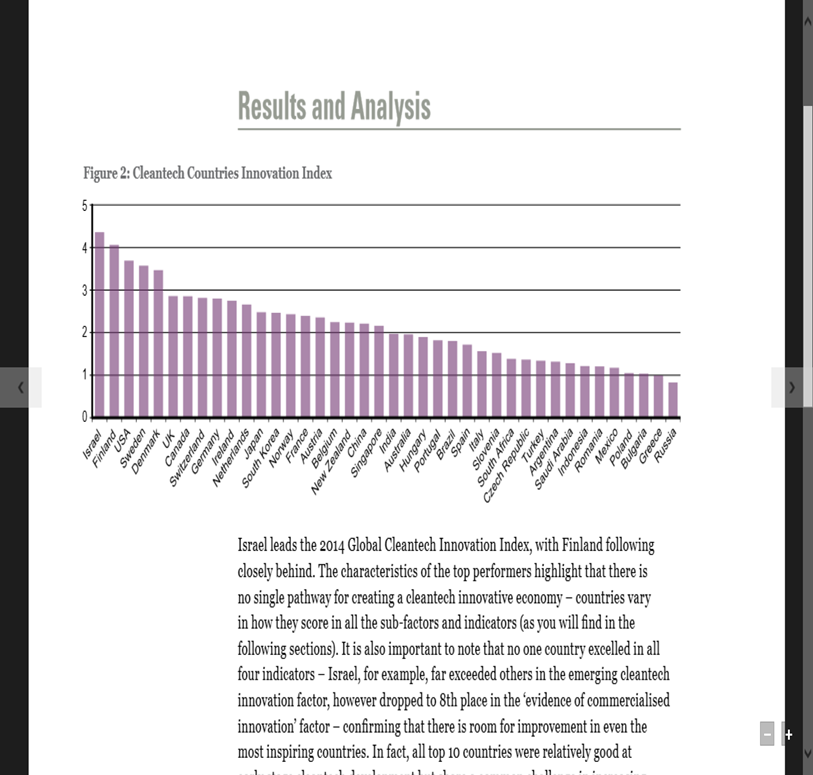 Results and Analysis
Figure 2: Cleantech Countries Innovation Index
5
4
3
2
1
0
Israel
Finland
USA
Sweden
Denmark
UK
Canada
Switzerland
Germany
Ireland
Netherlands
Japan
South Korea
Norway
France
Austria
Belgium
New Zealand
China
Singapore
India
Australia
Hungary
Portugal
Brazil
Spain
Italy
Slovenia
South Africa
Czech Republic
Turkey
Argentina
Saudi Arabia
Indonesia
Romania
Mexico
Poland
Bulgaria
Greece
Russia
Israel leads the 2014 Global Cleantech Innovation Index, with Finland following
closely behind. The characteristics of the top performers highlight that there is
no single pathway for creating a cleantech innovative economy – countries vary
in how they score in all the sub-factors and indicators (as you will find in the
following sections). It is also important to note that no one country excelled in all
four indicators – Israel, for example, far exceeded others in the emerging cleantech
innovation factor, however dropped to 8th place in the ‘evidence of commercialised
innovation’ factor – confirming that there is room for improvement in even the
most inspiring countries. In fact, all top 10 countries were relatively good at